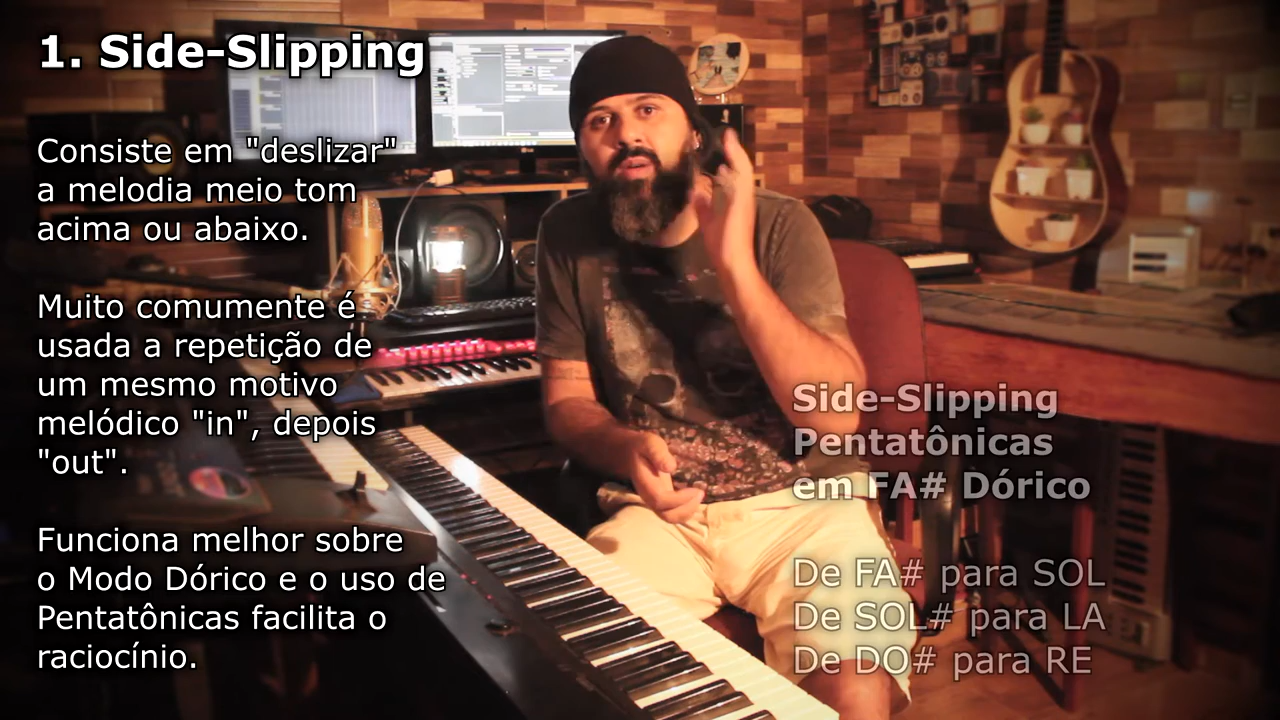 1. Side-Slipping
Consiste em "deslizar"
a melodia meio tom
acima ou abaixo.
Muito comumente é
usada a repetição de
um mesmo motivo
melódico "in", depois
"out".
Funciona melhor sobre
o Modo Dórico e o uso de
Pentatônicas facilita o
raciocínio.
Side-Slipping
Pentatônicas
em FA# Dórico
De FA# para SOL
De SOL# para LA
De DO# para RE